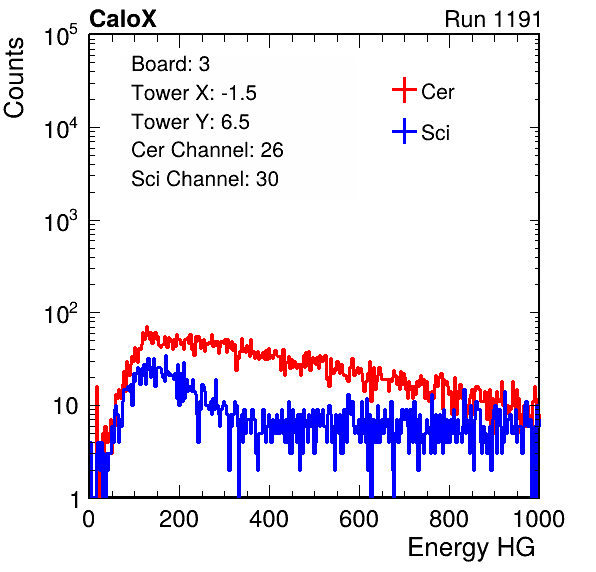 CaloX Run 1191
Counts
Board: 3
Tower X: -1.5
Tower Y: 6.5
Cer Channel: 26
Sci Channel: 30
Cer
Sci
10^5
10^4
10^3
10^2
10
1
0 200 400 600 800 1000
Energy HG